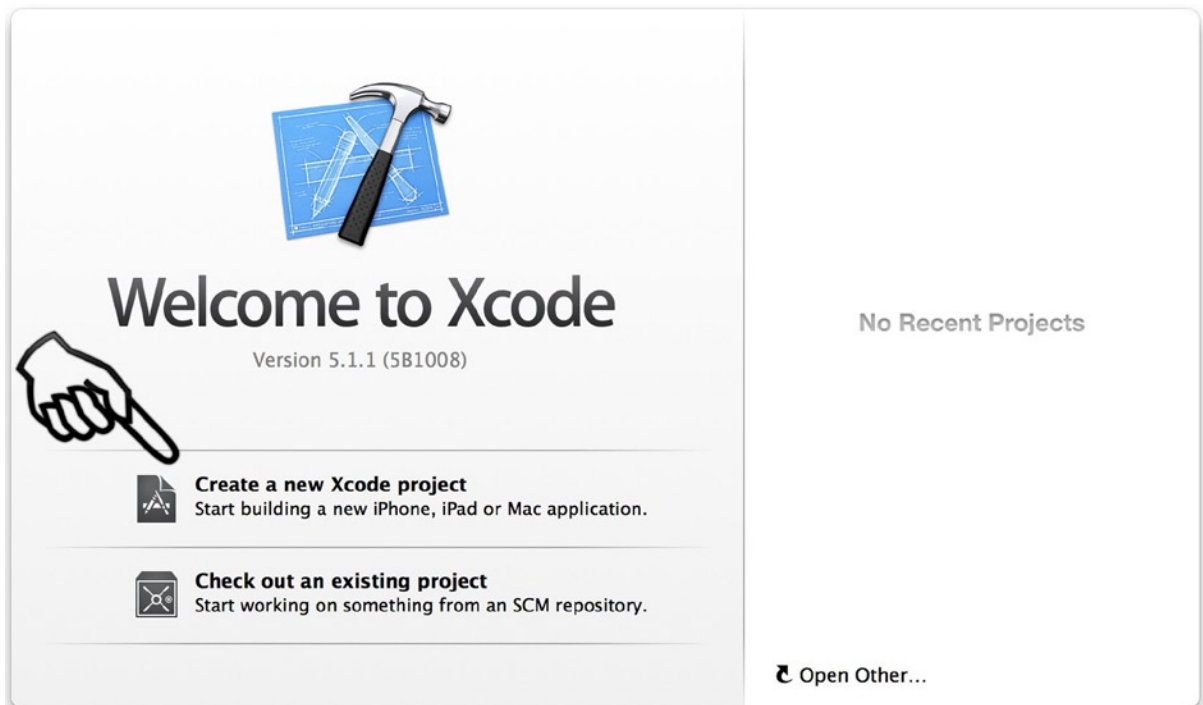 Welcome to Xcode
Version 5.1.1 (5B1008)
Create a new Xcode project
Start building a new iPhone, iPad or Mac application.
Check out an existing project
Start working on something from an SCM repository.
No Recent Projects
Open Other...